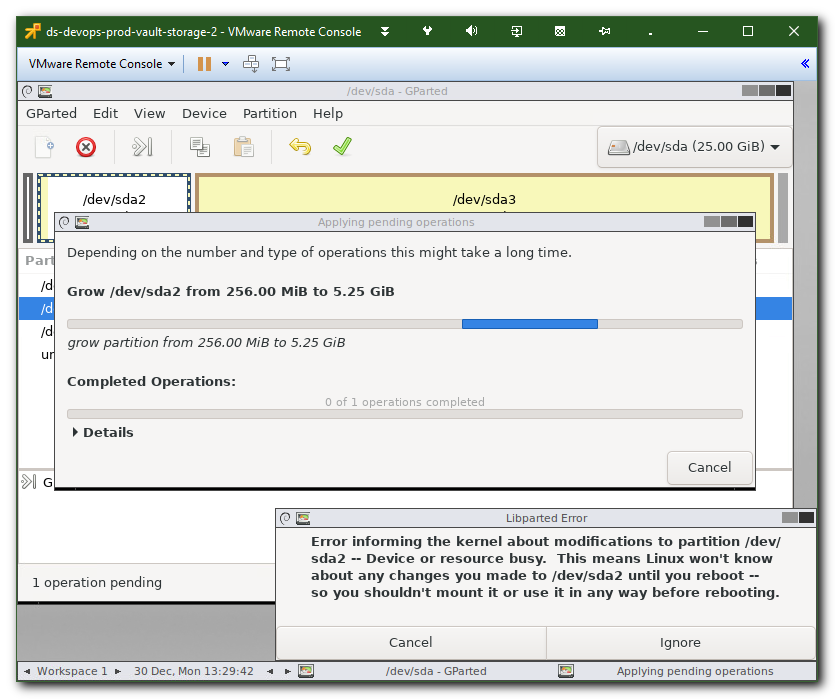 ds-devops-prod-vault-storage-2 - VMware Remote Console
VMware Remote Console
/dev/sda - GParted
GParted Edit View Device Partition Help
/dev/sda (25.00 GiB)
/dev/sda2
/dev/sda3
Applying pending operations
Depending on the number and type of operations this might take a long time.
Part
Grow /dev/sda2 from 256.00 MiB to 5.25 GiB
/d
/d
/d
grow partition from 256.00 MiB to 5.25 GiB
un
Completed Operations:
0 of 1 operations completed
Details
Cancel
G
Libparted Error
Error informing the kernel about modifications to partition /dev/
sda2 -- Device or resource busy.  This means Linux won't know
about any changes you made to /dev/sda2 until you reboot --
so you shouldn't mount it or use it in any way before rebooting.
1 operation pending
Cancel Ignore
Workspace 1 30 Dec, Mon 13:29:42 /dev/sda - GParted Applying pending operations